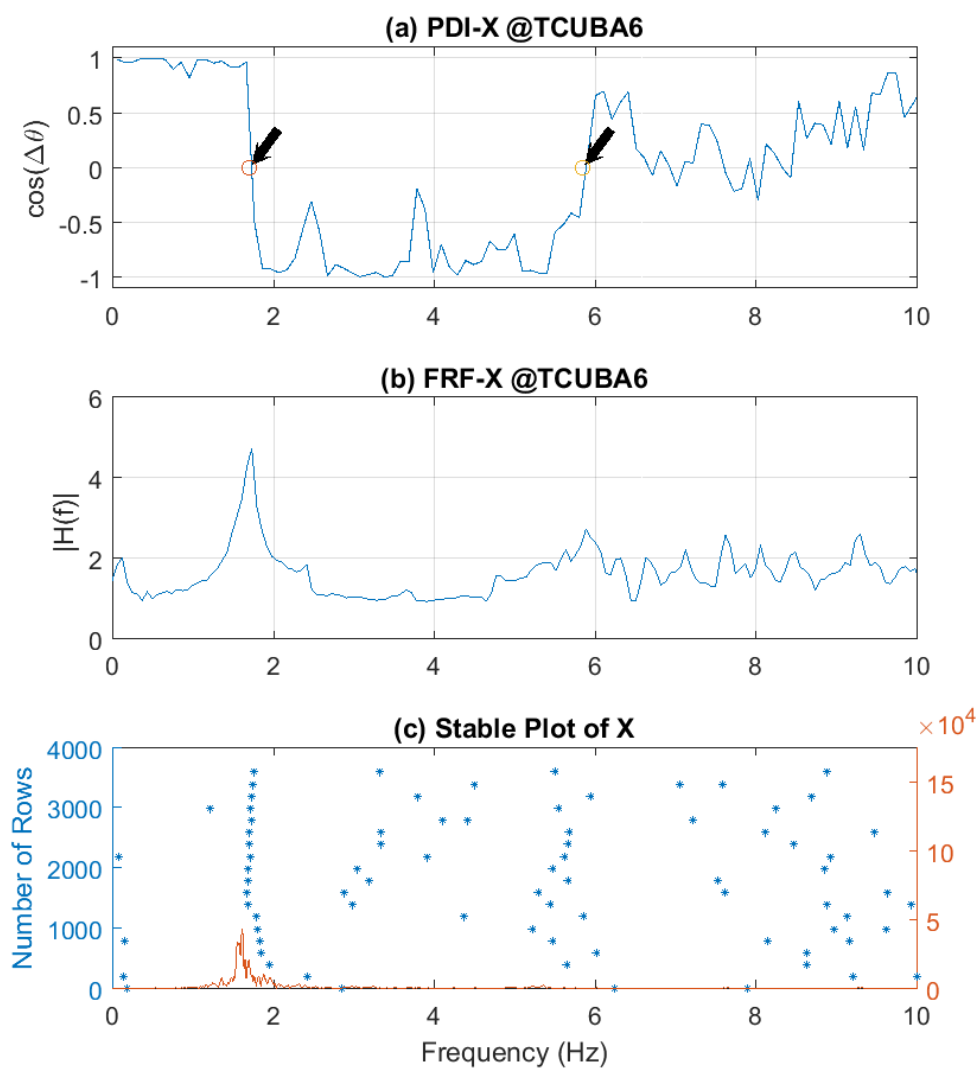 (a) PDI-X @TCUBA6
1
0.5
0
-0.5
-1
cos(Δθ)
0 2 4 6 8 10
(b) FRF-X @TCUBA6
6
4
2
0
|H(f)|
0 2 4 6 8 10
(c) Stable Plot of X
×10^4
4000
3000
2000
1000
0
Number of Rows
15
10
5
0
0 2 4 6 8 10
Frequency (Hz)